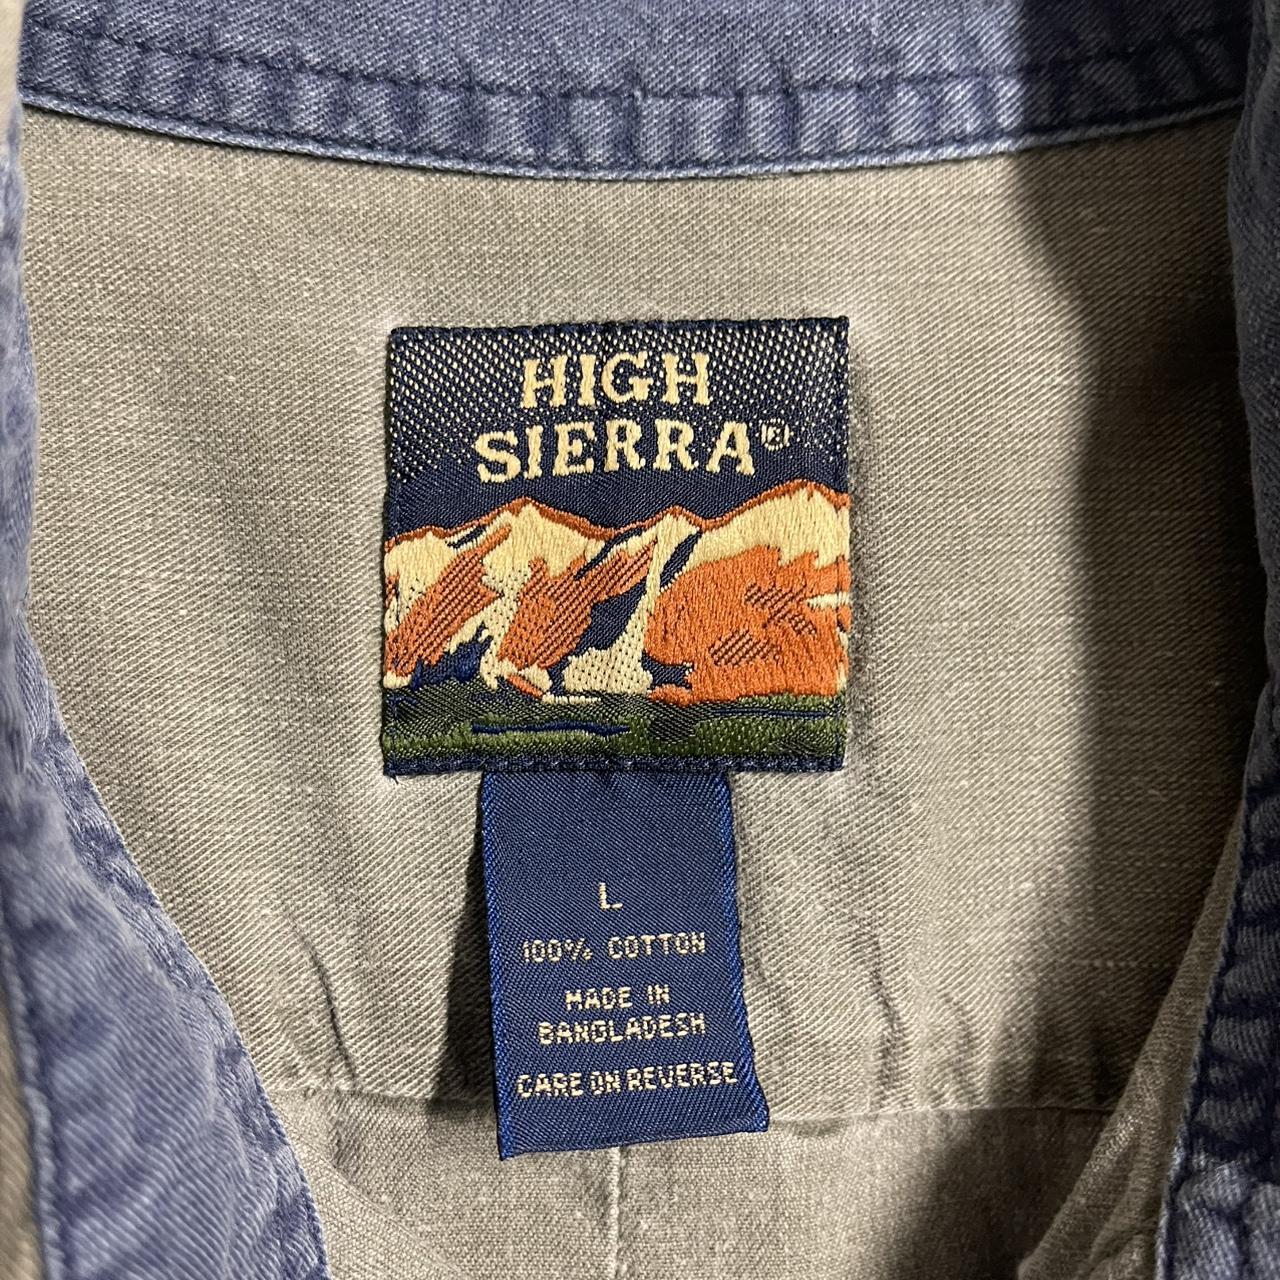 HIGH
SIERRA®
L
100% COTTON
MADE IN
BANGLADESH
CARE ON REVERSE